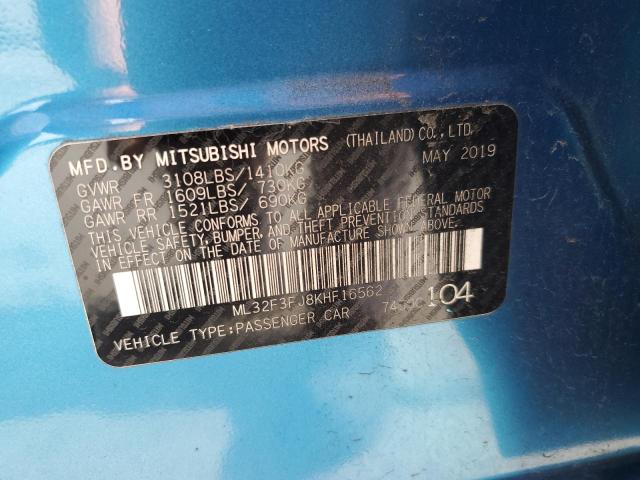 MFD.BY MITSUBISHI MOTORS (THAILAND) CO., LTD.
MAY 2019
GVWR 3108LBS/1410KG
GAWR FR 1609LBS/ 730KG
GAWR RR 1521LBS/ 690KG
THIS VEHICLE CONFORMS TO ALL APPLICABLE FEDERAL MOTOR
VEHICLE SAFETY, BUMPER, AND THEFT PREVENTION STANDARDS
IN EFFECT ON THE DATE OF MANUFACTURE SHOWN ABOVE.
ML32F3FJ8KHF16562
VEHICLE TYPE:PASSENGER CAR
104